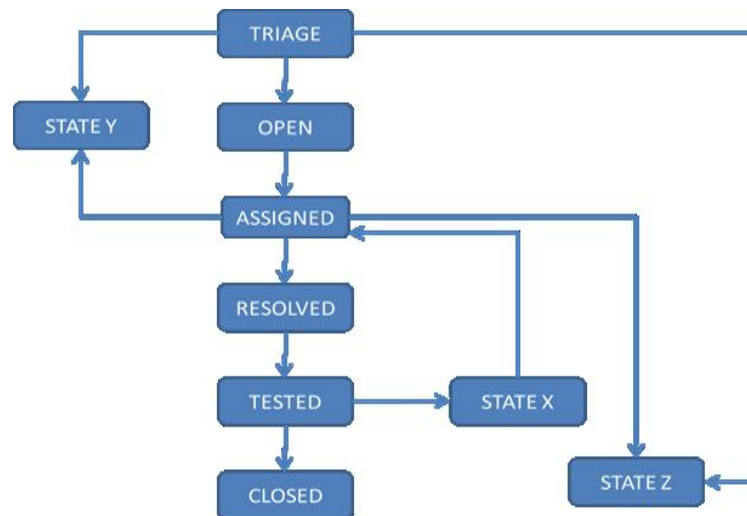 TRIAGE
STATE Y
OPEN
ASSIGNED
RESOLVED
TESTED
STATE X
STATE Z
CLOSED